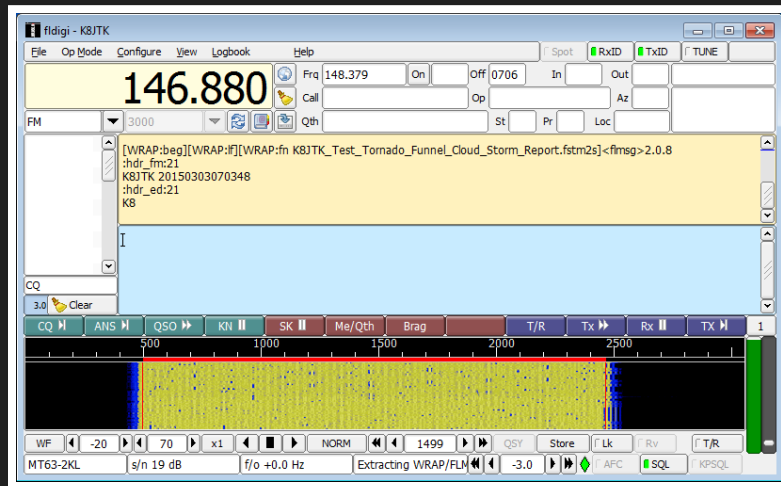 fldigi - K8JTK
File Op Mode Configure View Logbook Help Spot RxID TxID TUNE
146.880 Frq 148.379 On Off 0706 In Out
Call Op Az
FM 3000 Qth St Pr Loc
[WRAP:beg][WRAP:lf][WRAP:fn K8JTK_Test_Tornado_Funnel_Cloud_Storm_Report.fstm2s]<flmsg>2.0.8
:hdr_fm:21
K8JTK 20150303070348
:hdr_ed:21
K8
CQ
3.0 Clear
CQ ANS QSO KN SK Me/Qth Brag T/R Tx Rx TX 1
500 1000 1500 2000 2500
WF -20 70 x1 NORM 1499 QSY Store Lk Rv T/R
MT63-2KL s/n 19 dB f/o +0.0 Hz Extracting WRAP/FLM -3.0 AFC SQL KPSQL